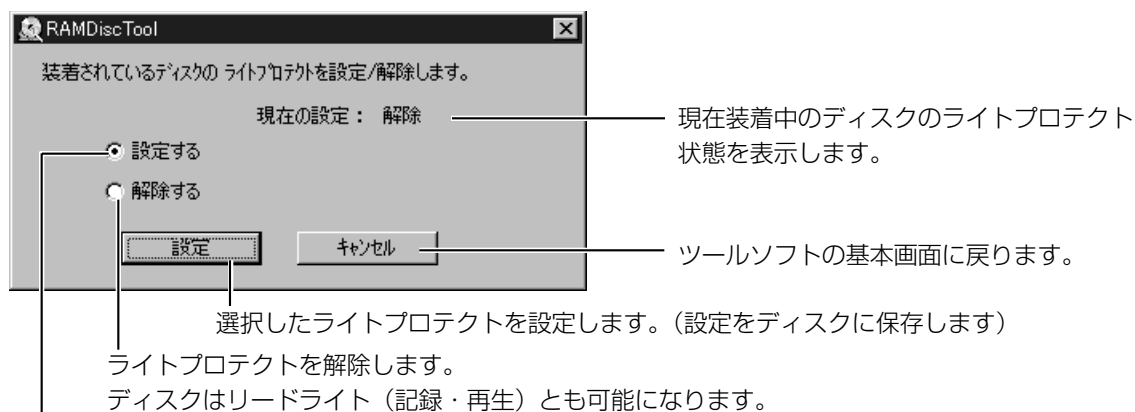 RAMDiscTool
装着されているﾃﾞｨｽｸの ﾗｲﾄﾌﾟﾛﾃｸﾄを設定/解除します。
現在の設定： 解除
現在装着中のディスクのライトプロテクト
状態を表示します。
設定する
解除する
設定
ｷｬﾝｾﾙ
ツールソフトの基本画面に戻ります。
選択したライトプロテクトを設定します。（設定をディスクに保存します）
ライトプロテクトを解除します。
ディスクはリードライト（記録・再生）とも可能になります。